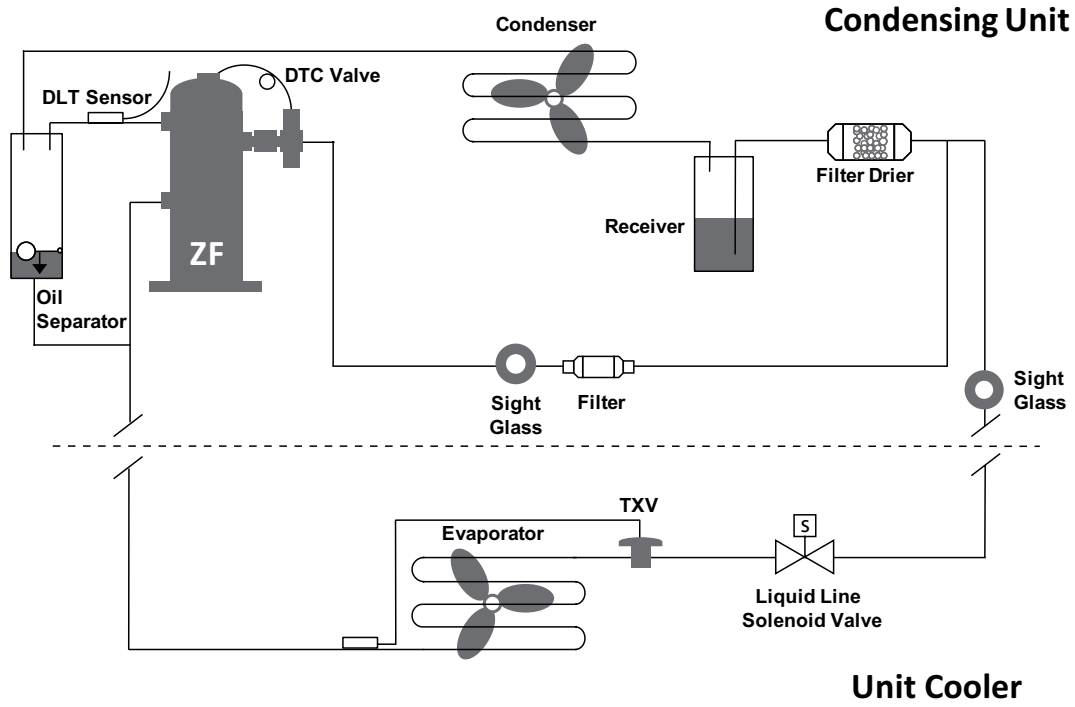 Condensing Unit
Condenser
DTC Valve
DLT Sensor
Filter Drier
Receiver
ZF
Oil
Separator
Sight
Glass
Filter
Sight
Glass
TXV
S
Evaporator
Liquid Line
Solenoid Valve
Unit Cooler